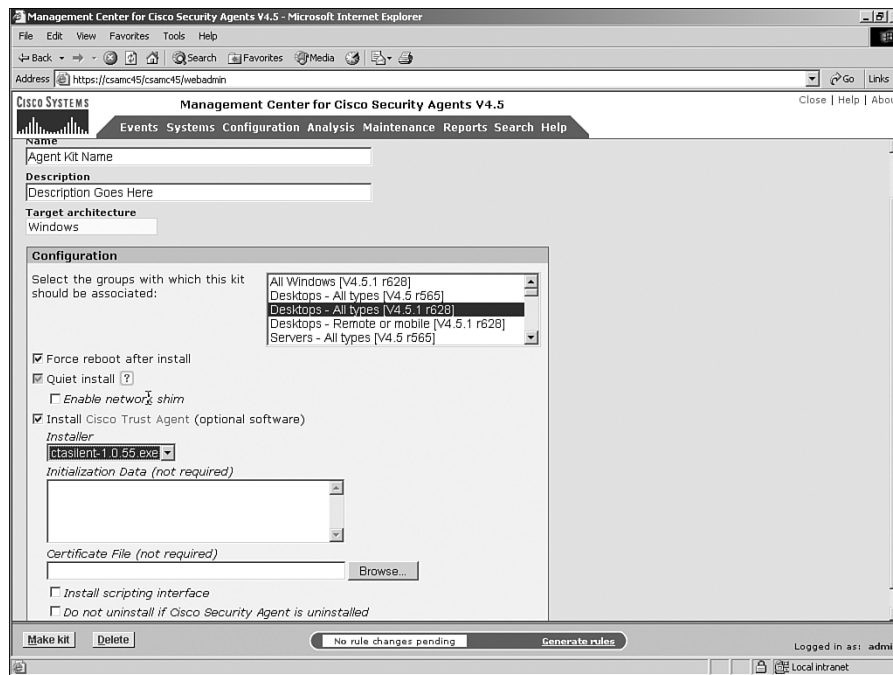 Management Center for Cisco Security Agents V4.5 - Microsoft Internet Explorer
File Edit View Favorites Tools Help
Back Search Favorites Media
Address https://csamc45/csamc45/webadmin Go Links
CISCO SYSTEMS
Management Center for Cisco Security Agents V4.5
Close | Help | Abou
Events Systems Configuration Analysis Maintenance Reports Search Help
Name
Agent Kit Name
Description
Description Goes Here
Target architecture
Windows
Configuration
Select the groups with which this kit
should be associated:
All Windows [V4.5.1 r628]
Desktops - All types [V4.5 r565]
Desktops - All types [V4.5.1 r628]
Desktops - Remote or mobile [V4.5.1 r628]
Servers - All types [V4.5 r565]
Force reboot after install
Quiet install [?]
Enable network shim
Install Cisco Trust Agent (optional software)
Installer
ctasilent-1.0.55.exe
Initialization Data (not required)
Certificate File (not required)
Browse...
Install scripting interface
Do not uninstall if Cisco Security Agent is uninstalled
Make kit Delete No rule changes pending Generate rules Logged in as: admi
Local intranet